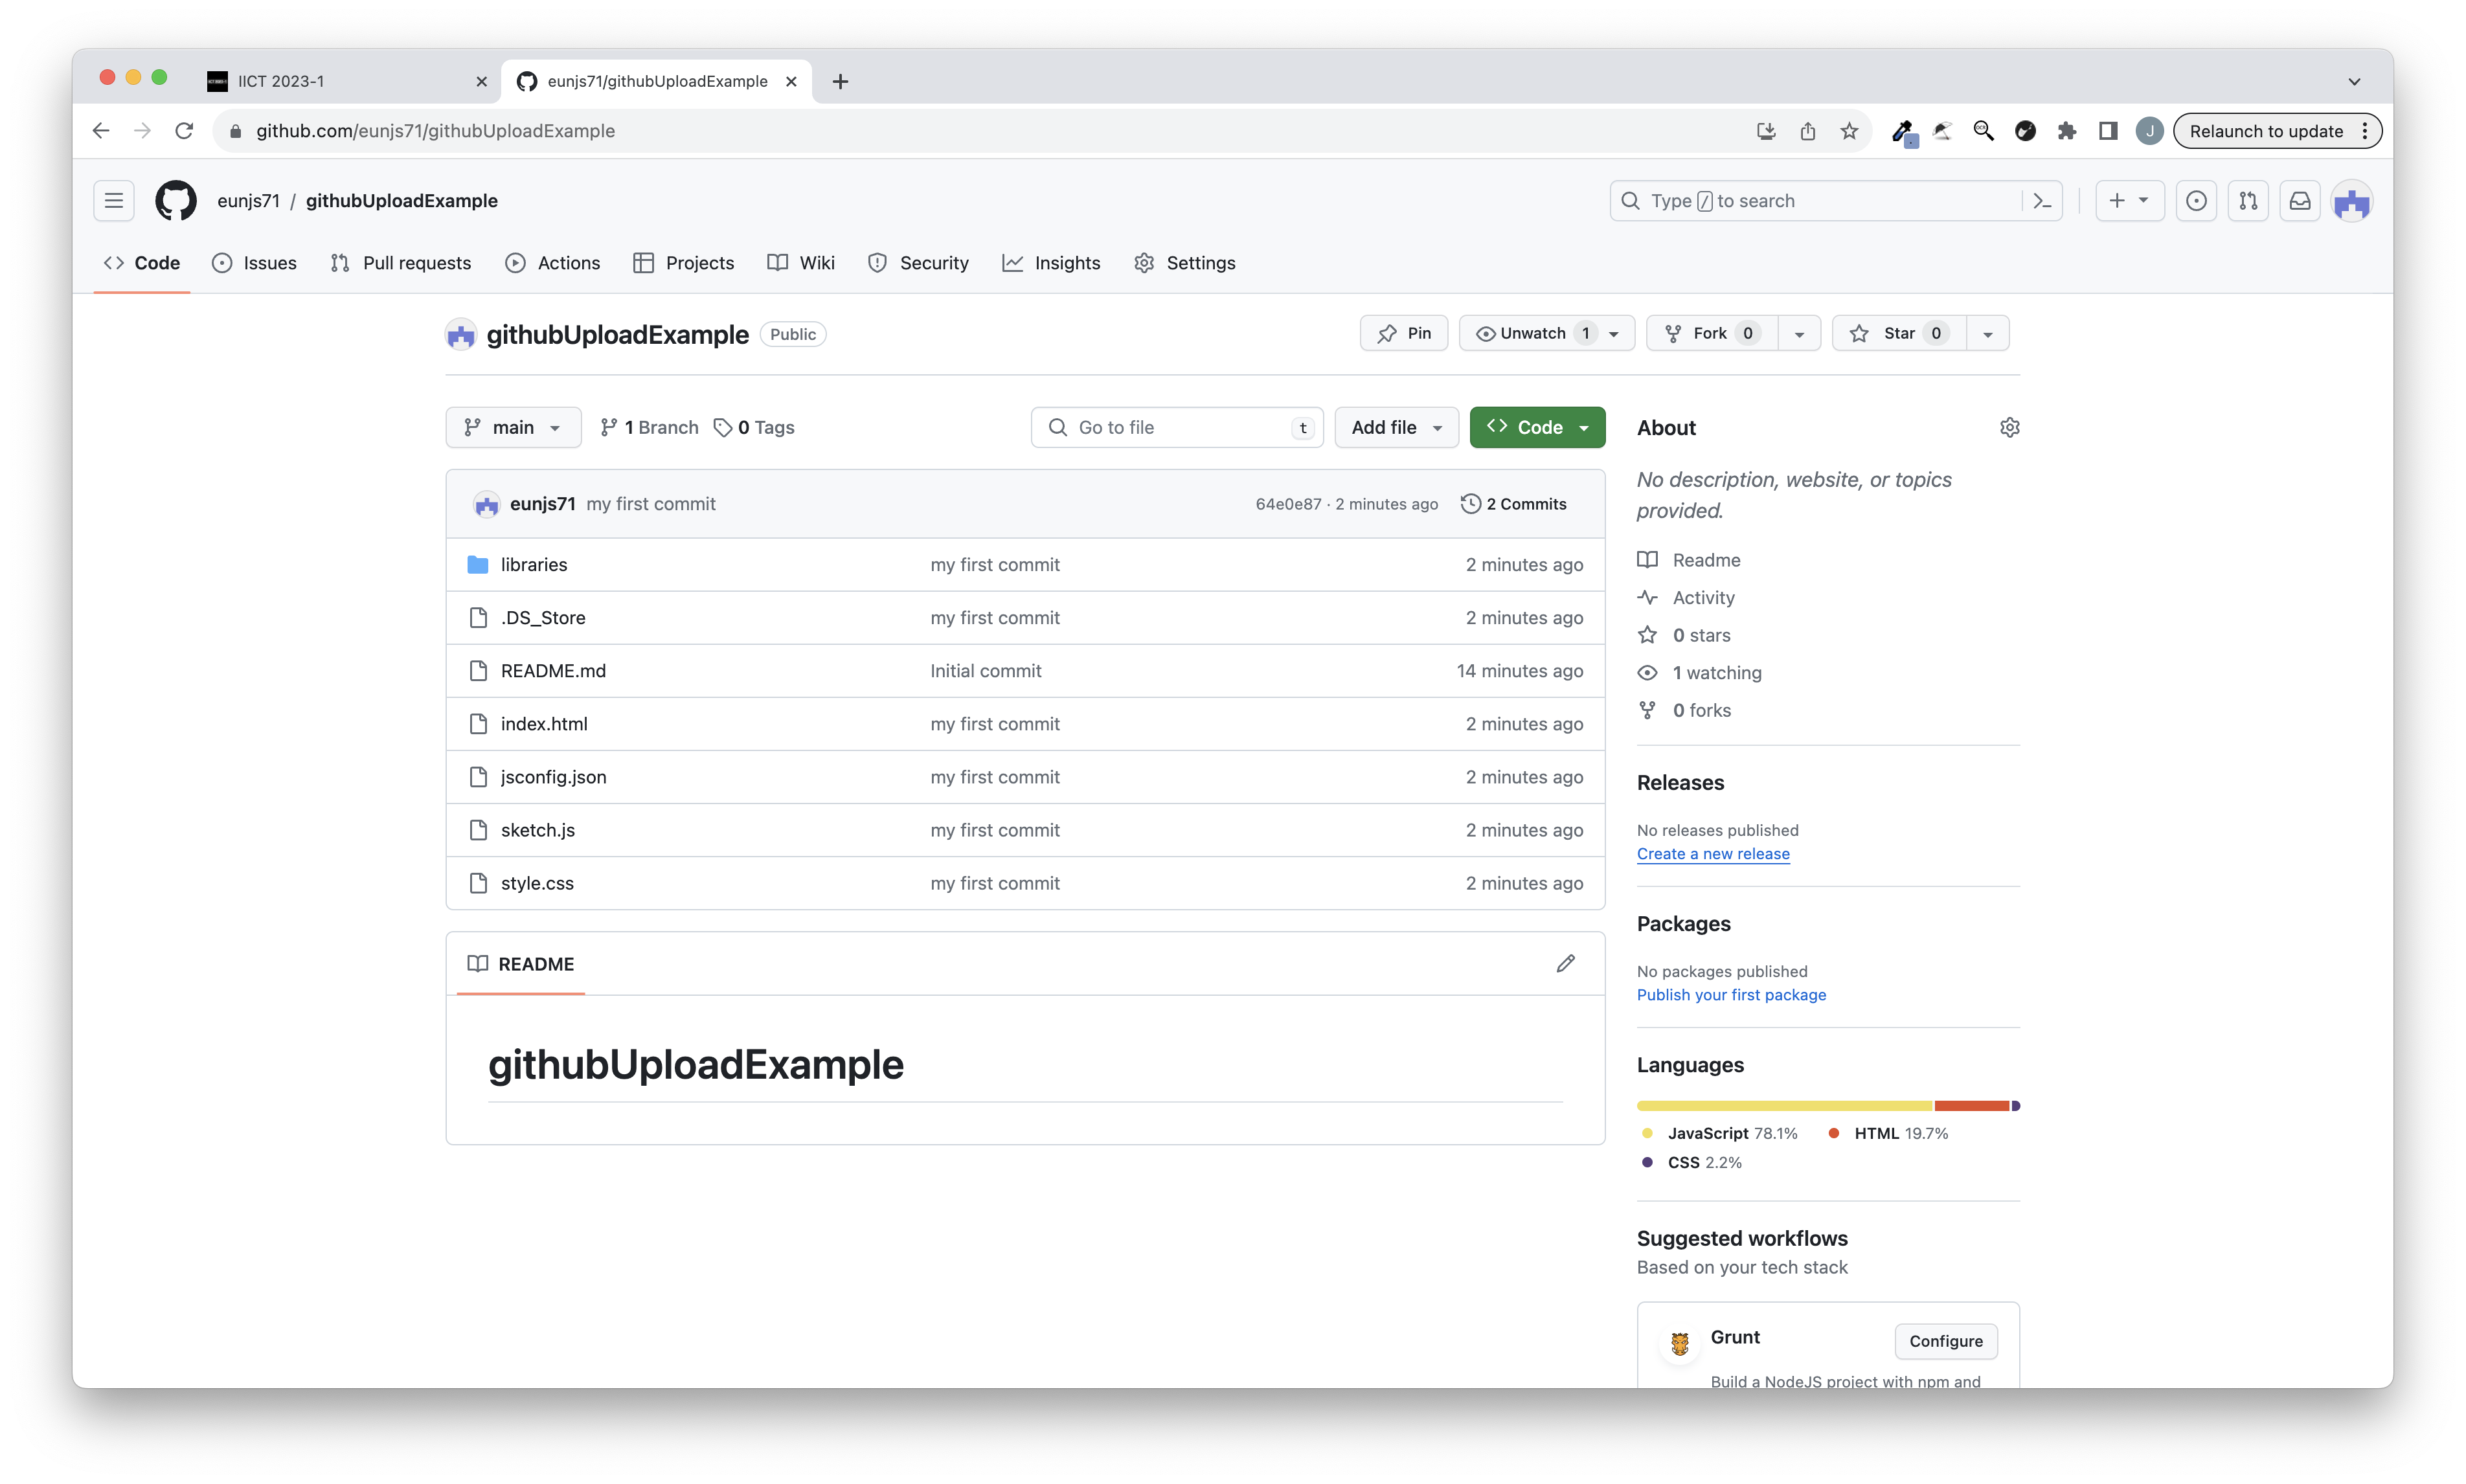 IICT 2023-1
eunjs71/githubUploadExample
github.com/eunjs71/githubUploadExample
J
Relaunch to update
eunjs71 / githubUploadExample
Type / to search
Code
Issues
Pull requests
Actions
Projects
Wiki
Security
Insights
Settings
githubUploadExample Public
Pin
Unwatch 1
Fork 0
Star 0
main
1 Branch
0 Tags
Go to file t
Add file
Code
eunjs71 my first commit 64e0e87 · 2 minutes ago 2 Commits
libraries my first commit 2 minutes ago
.DS_Store my first commit 2 minutes ago
README.md Initial commit 14 minutes ago
index.html my first commit 2 minutes ago
jsconfig.json my first commit 2 minutes ago
sketch.js my first commit 2 minutes ago
style.css my first commit 2 minutes ago
README
githubUploadExample
About
No description, website, or topics
provided.
Readme
Activity
0 stars
1 watching
0 forks
Releases
No releases published
Create a new release
Packages
No packages published
Publish your first package
Languages
JavaScript 78.1% HTML 19.7%
CSS 2.2%
Suggested workflows
Based on your tech stack
Grunt
Configure
Build a NodeJS project with npm and